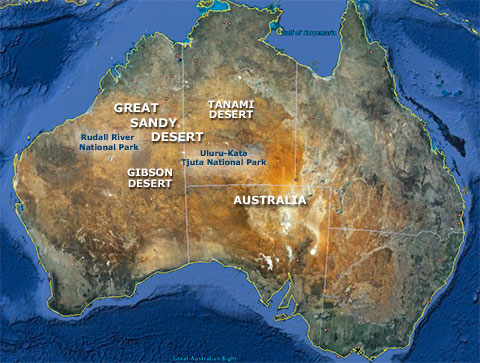 Gulf of Carpentaria
GREAT
SANDY
DESERT
TANAMI
DESERT
Rudall River
National Park
Uluru-Kata
Tjuta National Park
GIBSON
DESERT
AUSTRALIA
Great Australian Bight